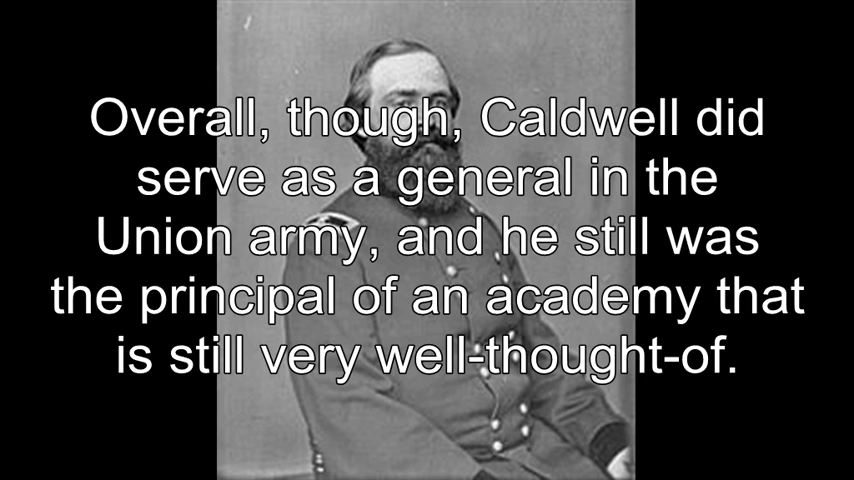 Overall, though, Caldwell did
serve as a general in the
Union army, and he still was
the principal of an academy that
is still very well-thought-of.